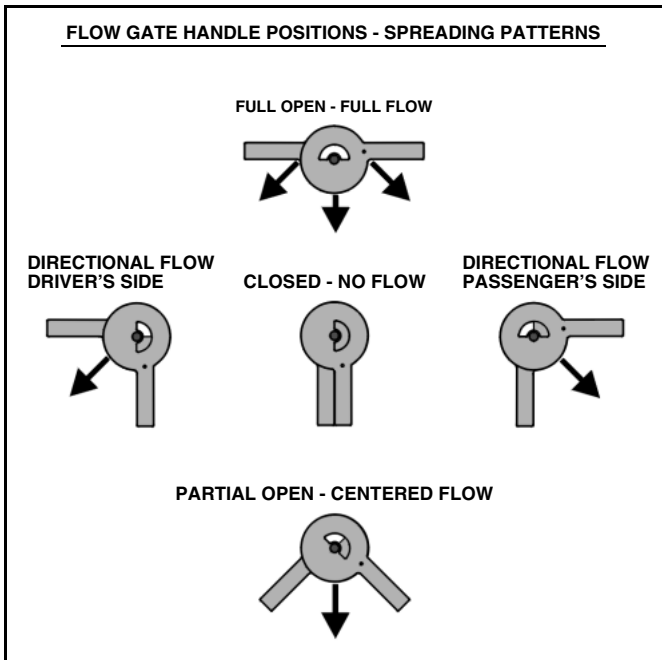 FLOW GATE HANDLE POSITIONS - SPREADING PATTERNS
FULL OPEN - FULL FLOW
DIRECTIONAL FLOW
DRIVER'S SIDE
CLOSED - NO FLOW
DIRECTIONAL FLOW
PASSENGER'S SIDE
PARTIAL OPEN - CENTERED FLOW